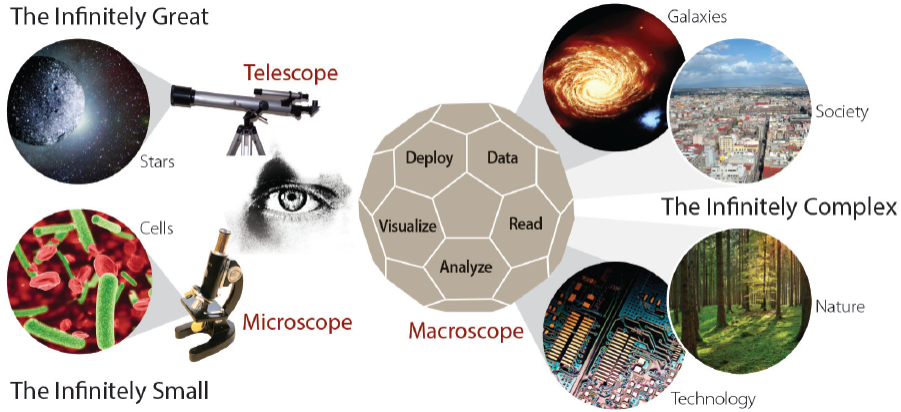 The Infinitely Great
Telescope
Stars
Cells
Microscope
The Infinitely Small
Deploy
Data
Visualize
Read
Analyze
Macroscope
Galaxies
Society
The Infinitely Complex
Nature
Technology